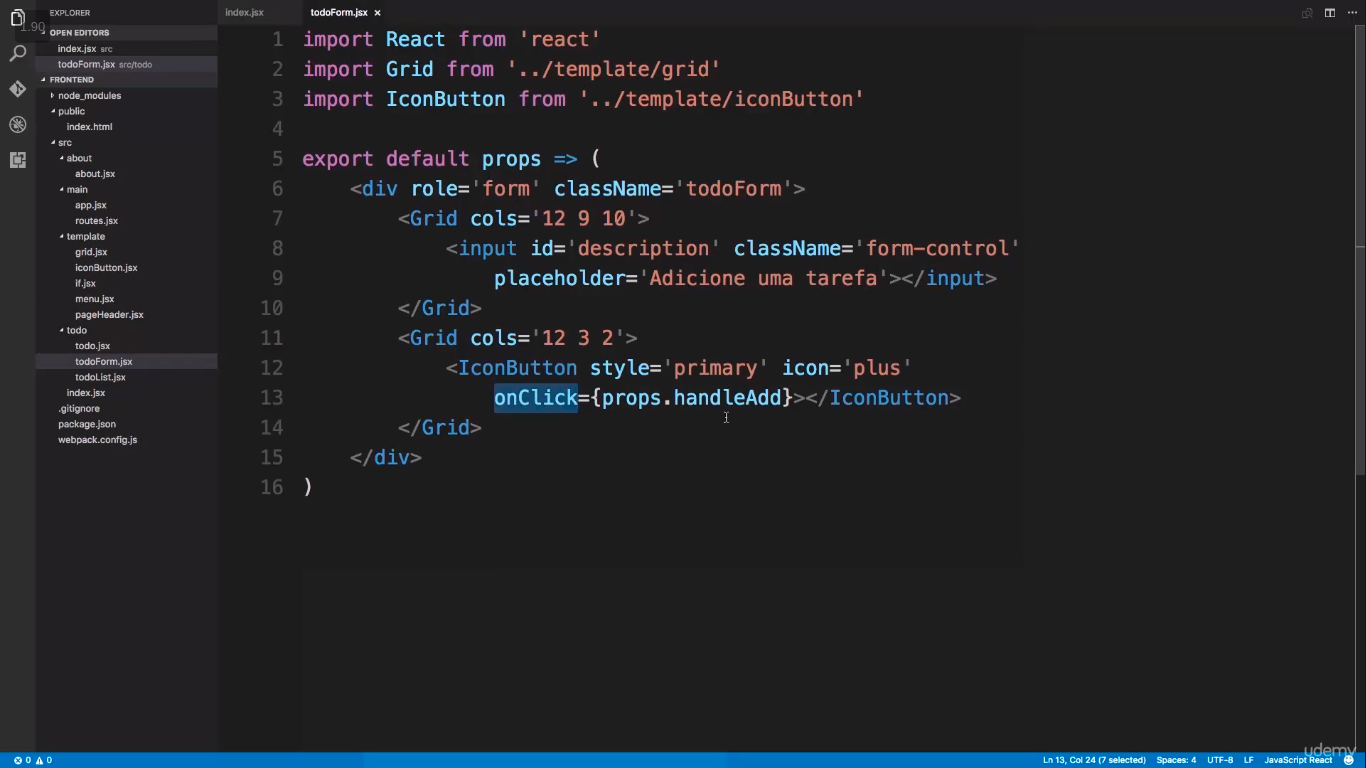 EXPLORER
1.90
OPEN EDITORS
index.jsx src
todoForm.jsx src/todo
FRONTEND
node_modules
public
index.html
src
about
about.jsx
main
app.jsx
routes.jsx
template
grid.jsx
iconButton.jsx
if.jsx
menu.jsx
pageHeader.jsx
todo
todo.jsx
todoForm.jsx
todoList.jsx
index.jsx
.gitignore
package.json
webpack.config.js
index.jsx
todoForm.jsx ×
1 import React from 'react'
2 import Grid from '../template/grid'
3 import IconButton from '../template/iconButton'
4
5 export default props => (
6 <div role='form' className='todoForm'>
7 <Grid cols='12 9 10'>
8 <input id='description' className='form-control'
9 placeholder='Adicione uma tarefa'></input>
10 </Grid>
11 <Grid cols='12 3 2'>
12 <IconButton style='primary' icon='plus'
13 onClick={props.handleAdd}></IconButton>
14 </Grid>
15 </div>
16 )
udemy
0 0
Ln 13, Col 24 (7 selected) Spaces: 4 UTF-8 LF JavaScript React